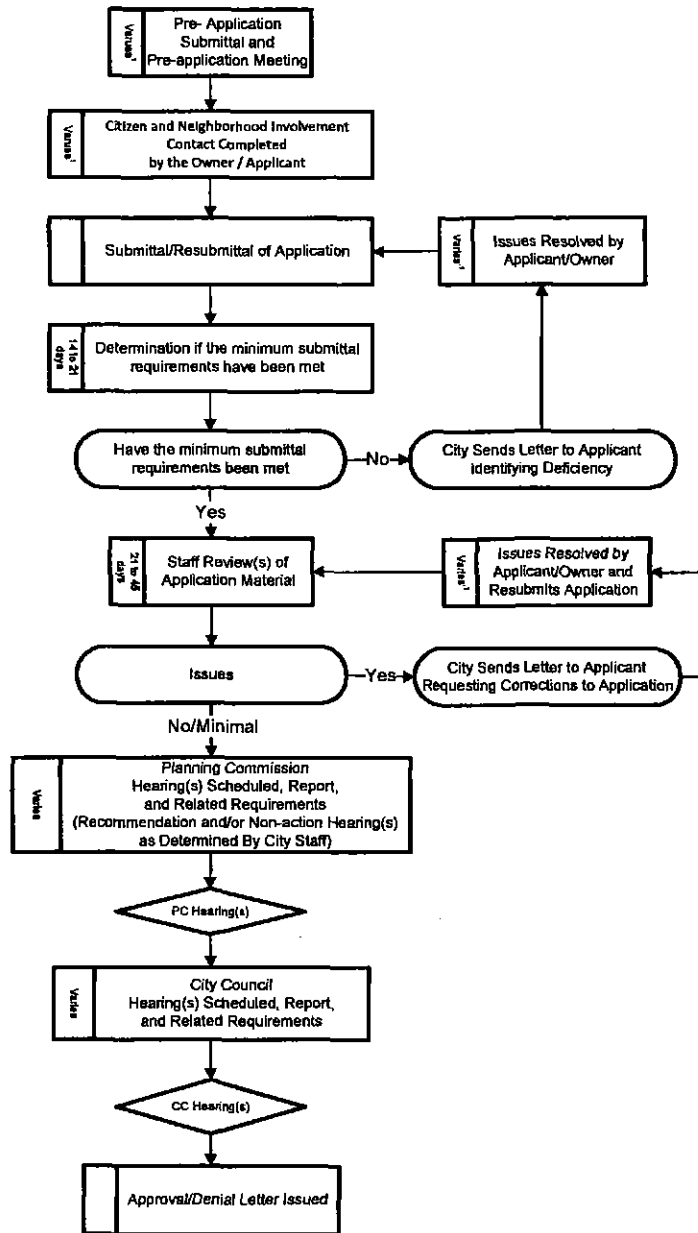 Pre- Application
Submittal and
Pre-application Meeting
Varies¹
Citizen and Neighborhood Involvement
Contact Completed
by the Owner / Applicant
Varies¹
Submittal/Resubmittal of Application
Issues Resolved by
Applicant/Owner
Varies¹
Determination if the minimum submittal
requirements have been met
14 to 21
days
Have the minimum submittal
requirements been met
No
City Sends Letter to Applicant
Identifying Deficiency
Yes
Staff Review(s) of
Application Material
21 to 45
days
Issues Resolved by
Applicant/Owner and
Resubmits Application
Varies¹
Issues
Yes
City Sends Letter to Applicant
Requesting Corrections to Application
No/Minimal
Planning Commission
Hearing(s) Scheduled, Report,
and Related Requirements
(Recommendation and/or Non-action Hearing(s)
as Determined By City Staff)
Varies
PC Hearing(s)
City Council
Hearing(s) Scheduled, Report,
and Related Requirements
Varies
CC Hearing(s)
Approval/Denial Letter Issued